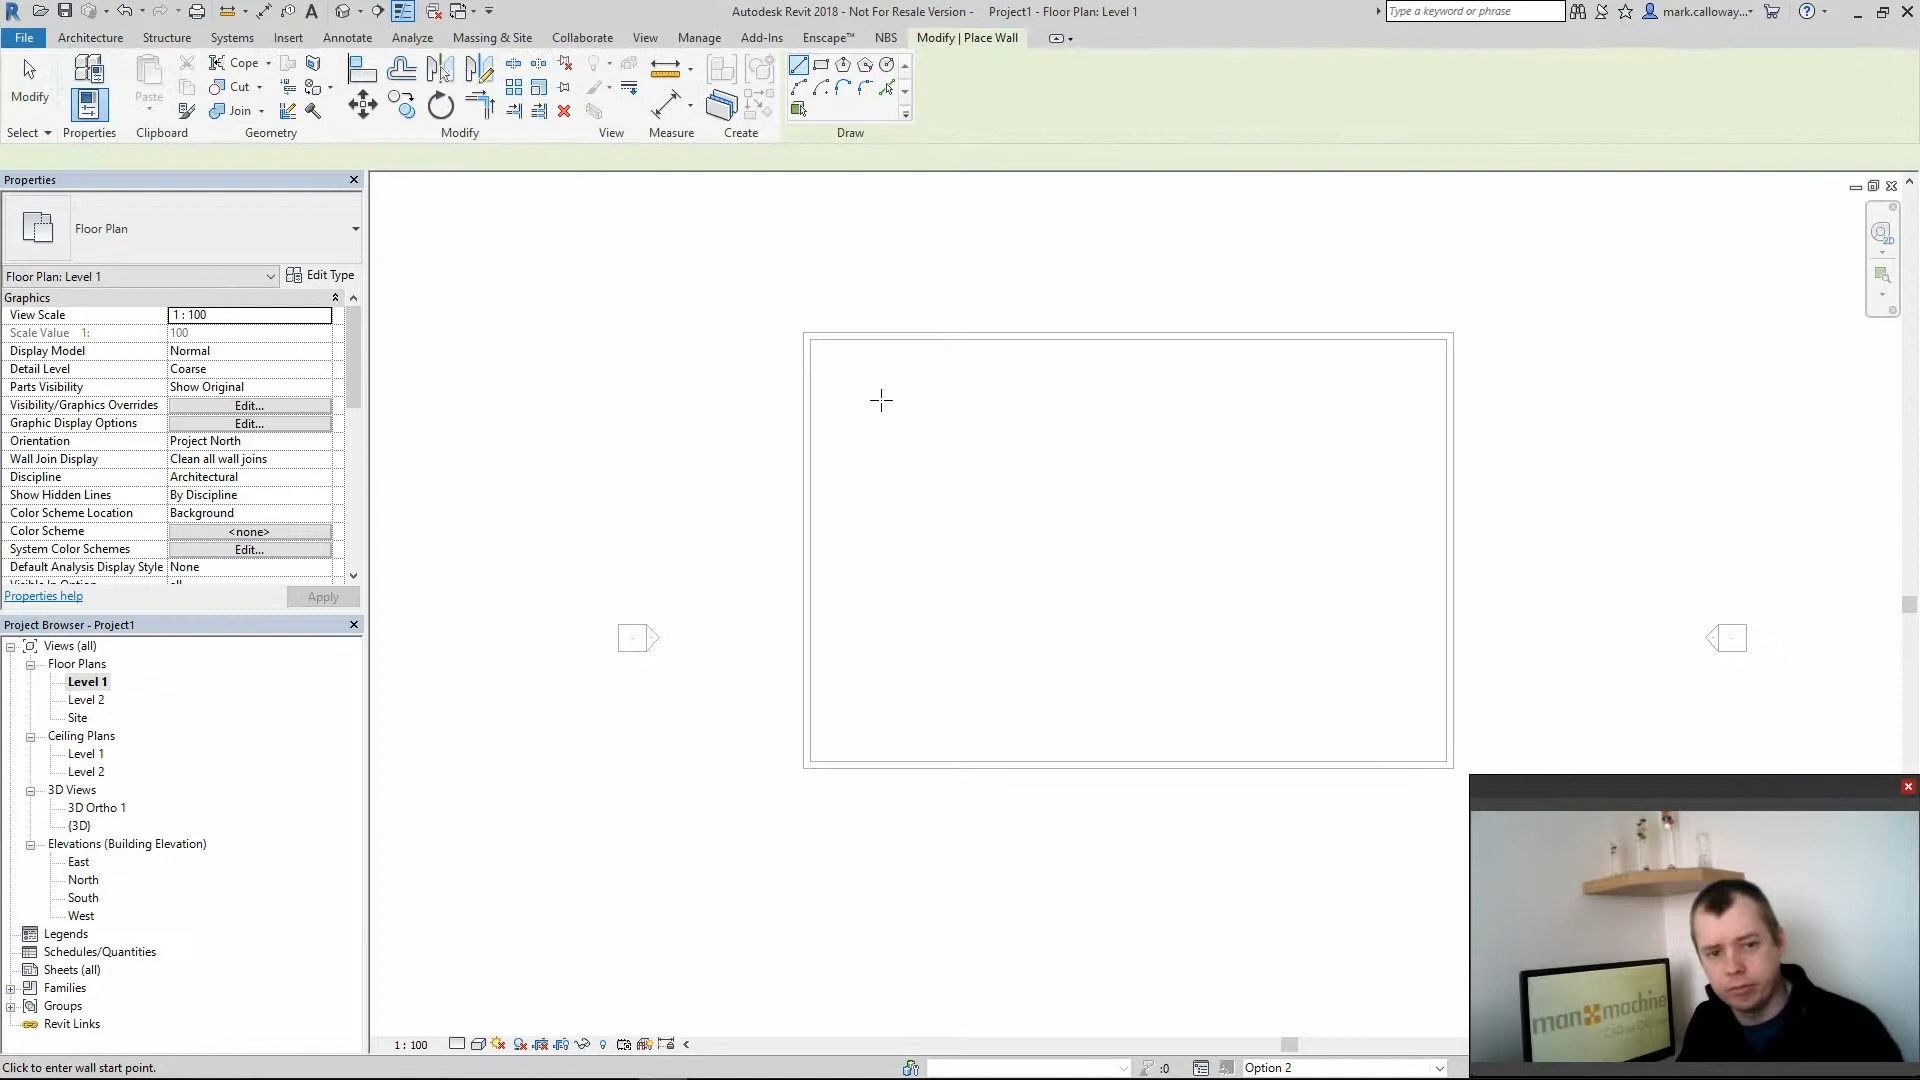 Autodesk Revit 2018 - Not For Resale Version - Project1 - Floor Plan: Level 1
Type a keyword or phrase
mark.calloway...
File Architecture Structure Systems Insert Annotate Analyze Massing & Site Collaborate View Manage Add-Ins Enscape™ NBS Modify | Place Wall
Modify
Paste
Cope
Cut
Join
Select Properties Clipboard Geometry Modify View Measure Create Draw
Properties
Floor Plan
Floor Plan: Level 1
Edit Type
Graphics
View Scale 1 : 100
Scale Value 1: 100
Display Model Normal
Detail Level Coarse
Parts Visibility Show Original
Visibility/Graphics Overrides Edit...
Graphic Display Options Edit...
Orientation Project North
Wall Join Display Clean all wall joins
Discipline Architectural
Show Hidden Lines By Discipline
Color Scheme Location Background
Color Scheme <none>
System Color Schemes Edit...
Default Analysis Display Style None
Properties help
Apply
Project Browser - Project1
Views (all)
Floor Plans
Level 1
Level 2
Site
Ceiling Plans
Level 1
Level 2
3D Views
3D Ortho 1
{3D}
Elevations (Building Elevation)
East
North
South
West
Legends
Schedules/Quantities
Sheets (all)
Families
Groups
Revit Links
2D
man machine
1 : 100
Click to enter wall start point.
:0
Option 2